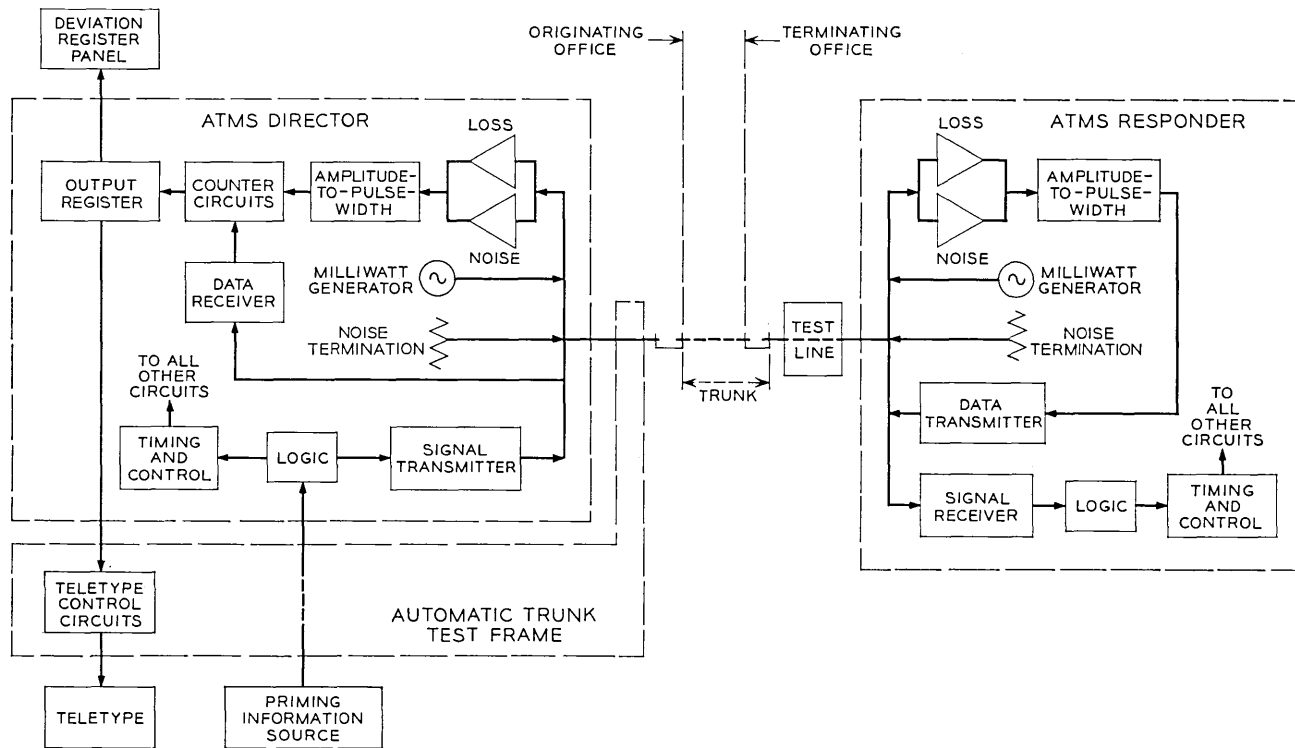 DEVIATION
REGISTER
PANEL
ORIGINATING
OFFICE
TERMINATING
OFFICE
ATMS DIRECTOR
LOSS
OUTPUT
REGISTER
COUNTER
CIRCUITS
AMPLITUDE-
TO-PULSE-
WIDTH
NOISE
DATA
RECEIVER
MILLIWATT
GENERATOR
NOISE
TERMINATION
TO ALL
OTHER
CIRCUITS
TIMING
AND
CONTROL
LOGIC
SIGNAL
TRANSMITTER
TRUNK
TEST
LINE
ATMS RESPONDER
LOSS
AMPLITUDE-
TO-PULSE-
WIDTH
NOISE
MILLIWATT
GENERATOR
NOISE
TERMINATION
DATA
TRANSMITTER
TO
ALL
OTHER
CIRCUITS
SIGNAL
RECEIVER
LOGIC
TIMING
AND
CONTROL
TELETYPE
CONTROL
CIRCUITS
AUTOMATIC TRUNK
TEST FRAME
TELETYPE
PRIMING
INFORMATION
SOURCE